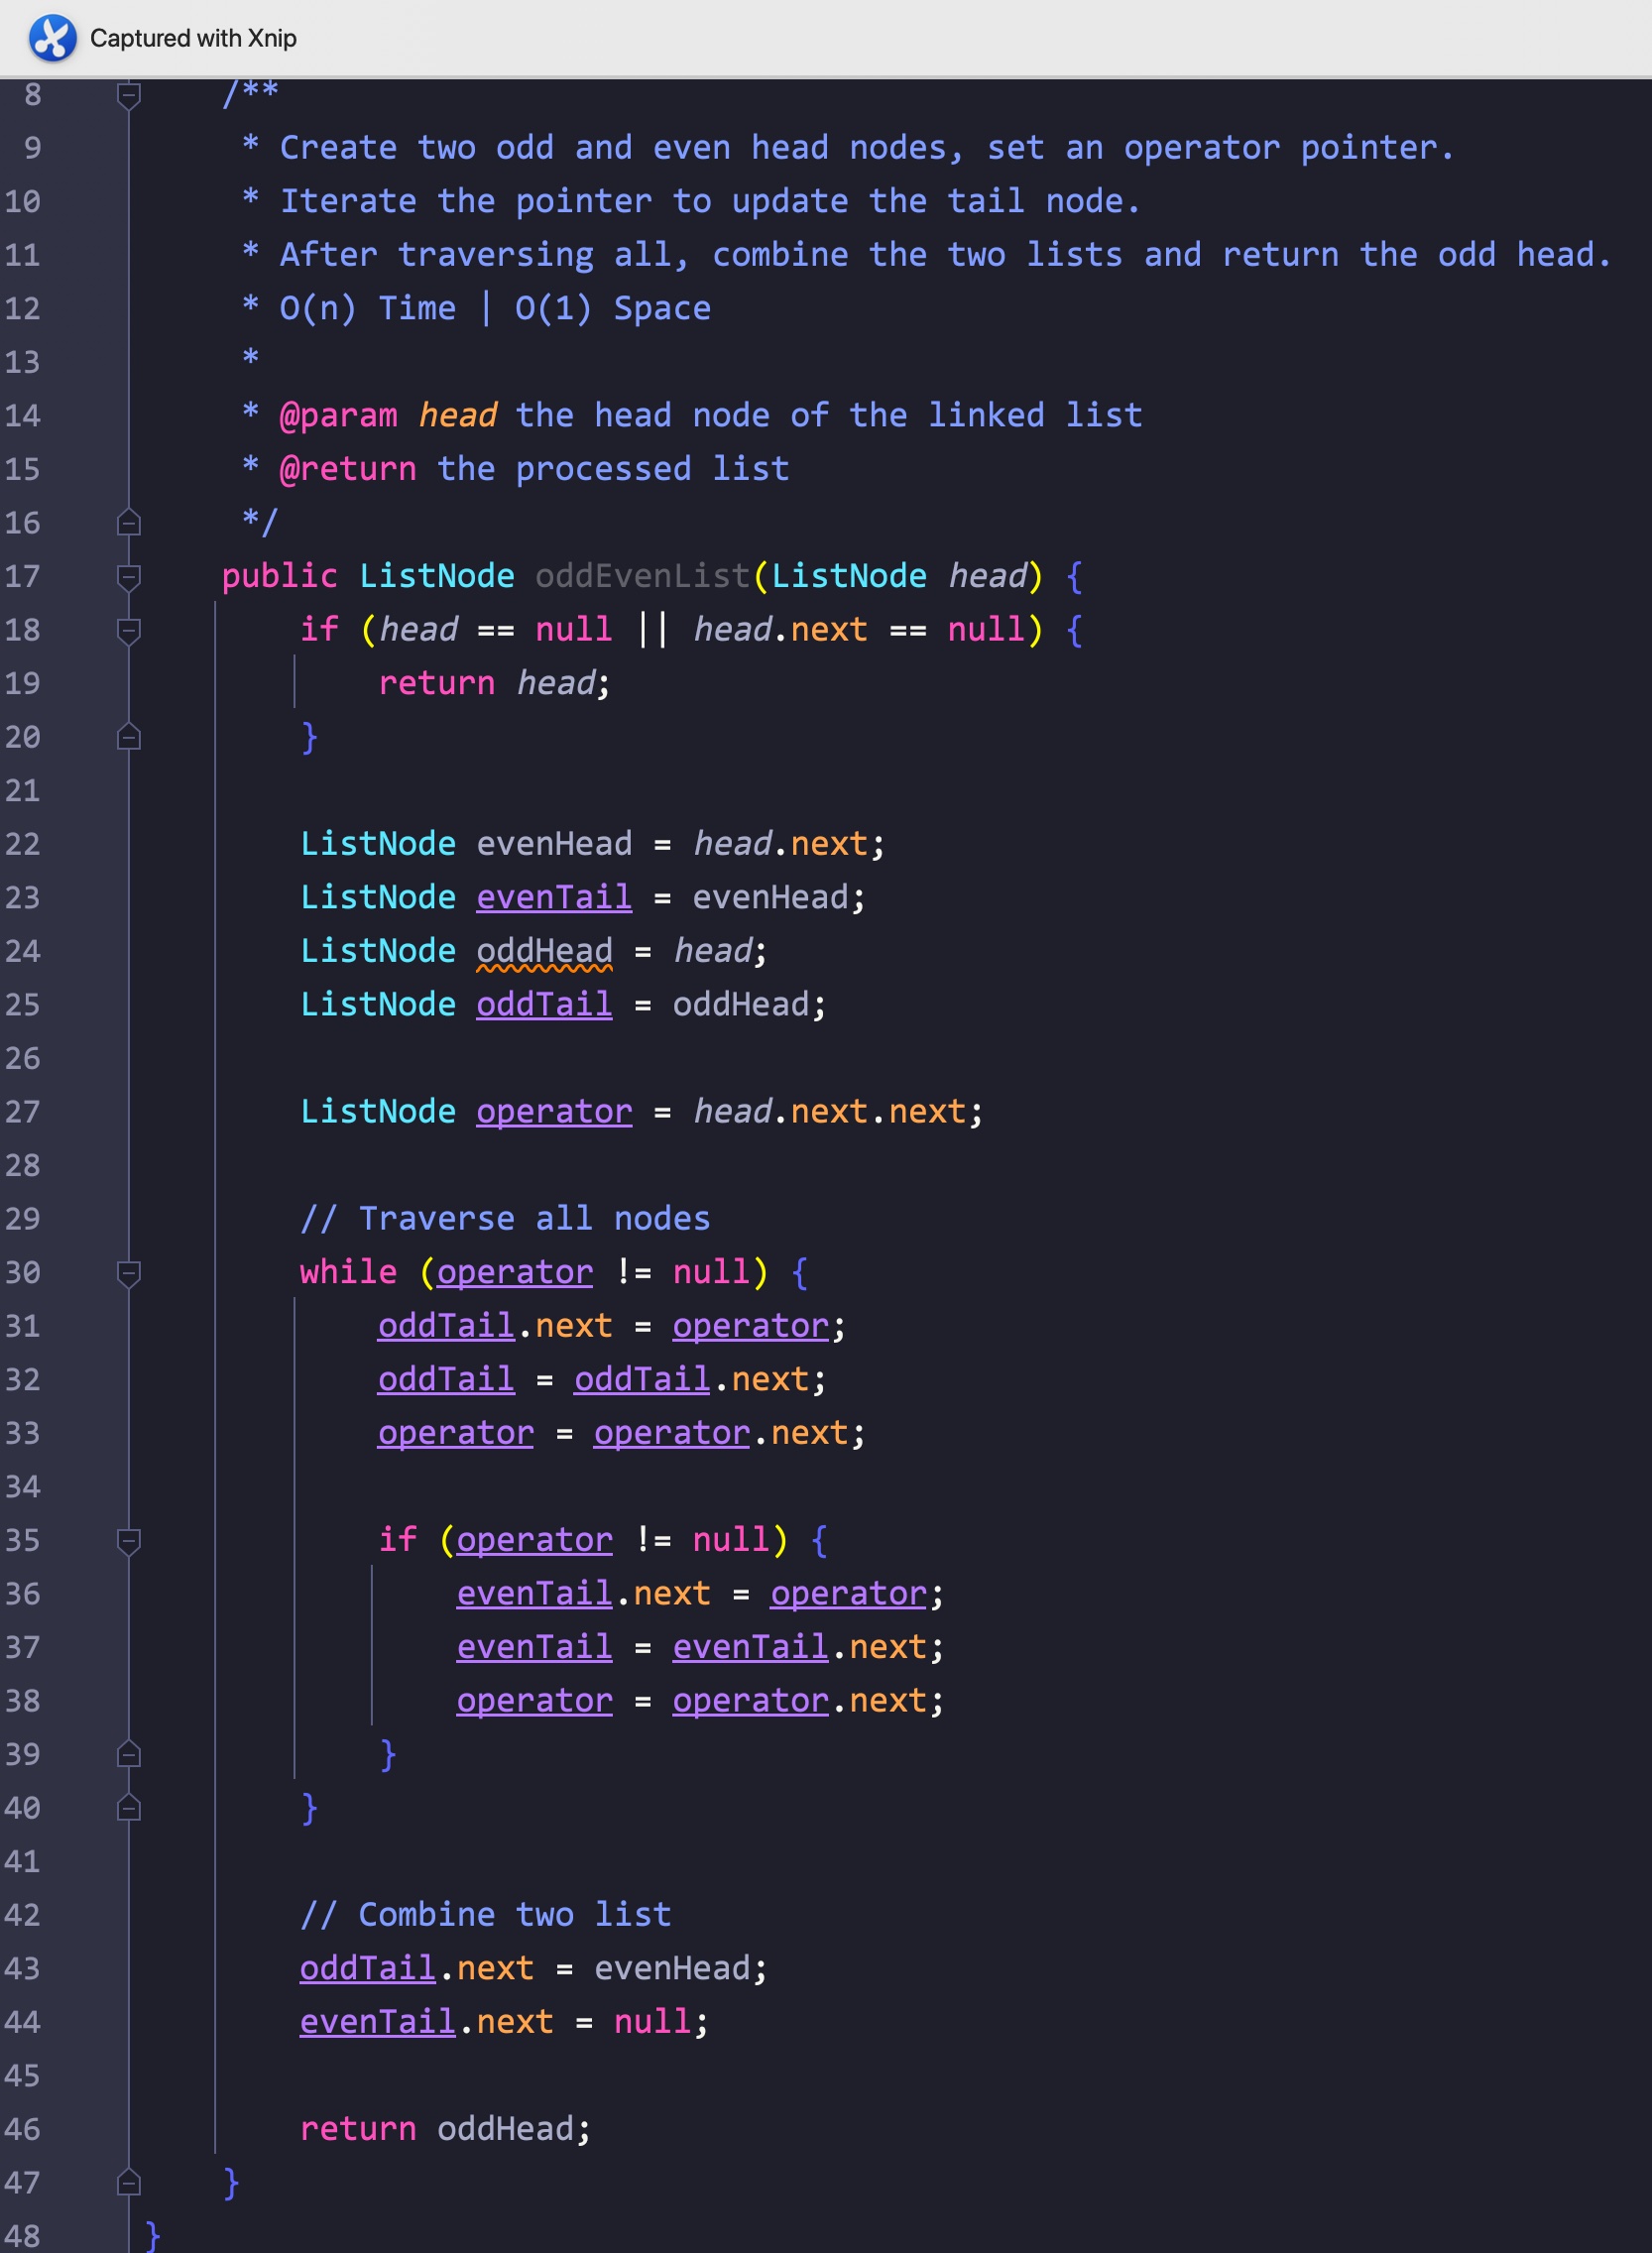 Captured with Xnip
8 /**
9 * Create two odd and even head nodes, set an operator pointer.
10 * Iterate the pointer to update the tail node.
11 * After traversing all, combine the two lists and return the odd head.
12 * O(n) Time | O(1) Space
13 *
14 * @param head the head node of the linked list
15 * @return the processed list
16 */
17 public ListNode oddEvenList(ListNode head) {
18 if (head == null || head.next == null) {
19 return head;
20 }
21
22 ListNode evenHead = head.next;
23 ListNode evenTail = evenHead;
24 ListNode oddHead = head;
25 ListNode oddTail = oddHead;
26
27 ListNode operator = head.next.next;
28
29 // Traverse all nodes
30 while (operator != null) {
31 oddTail.next = operator;
32 oddTail = oddTail.next;
33 operator = operator.next;
34
35 if (operator != null) {
36 evenTail.next = operator;
37 evenTail = evenTail.next;
38 operator = operator.next;
39 }
40 }
41
42 // Combine two list
43 oddTail.next = evenHead;
44 evenTail.next = null;
45
46 return oddHead;
47 }
48 }